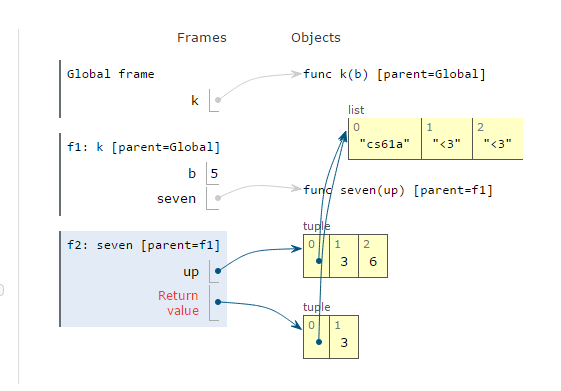 Frames Objects
Global frame
k
func k(b) [parent=Global]
list
0 1 2
"cs61a" "<3" "<3"
f1: k [parent=Global]
b 5
seven
func seven(up) [parent=f1]
f2: seven [parent=f1]
up
Return
value
tuple
0 1 2
3 6
tuple
0 1
3